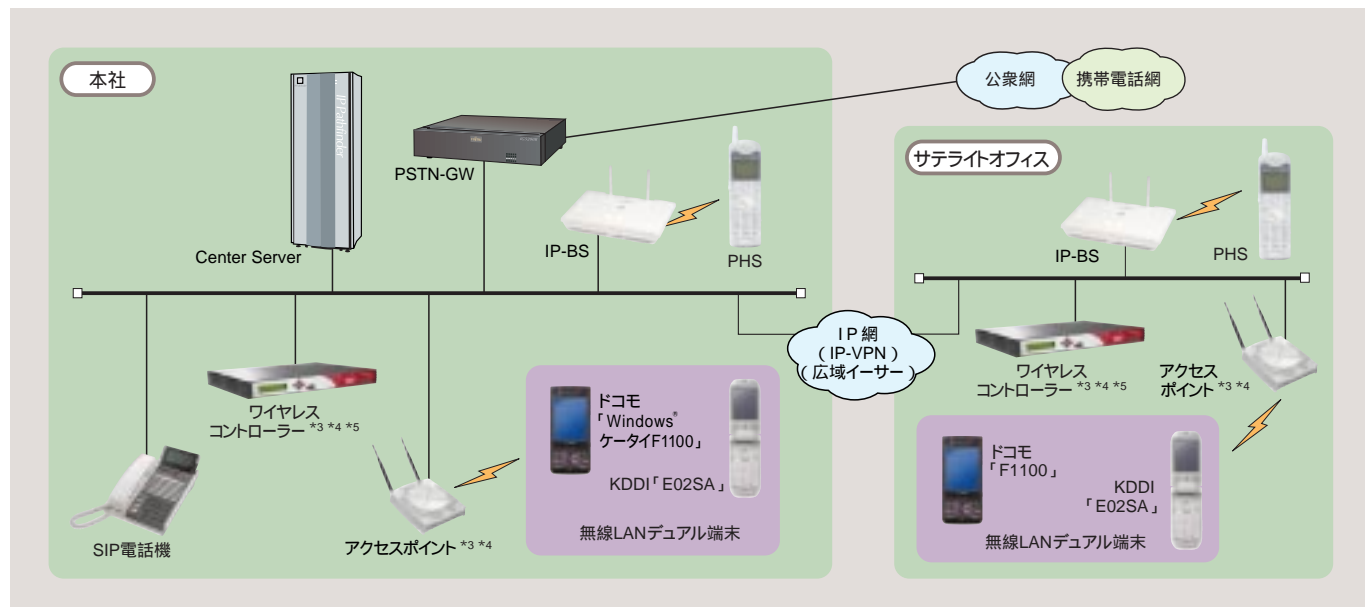 本社
IP Pathfinder
Center Server
PSTN-GW
IP-BS
PHS
公衆網
携帯電話網
サテライトオフィス
IP-BS
PHS
IP網
(IP-VPN)
(広域イーサー)
ワイヤレス
コントローラー *3 *4 *5
SIP電話機
アクセスポイント *3 *4
ドコモ
「Windows®
ケータイF1100」
KDDI「E02SA」
無線LANデュアル端末
ワイヤレス
コントローラー *3 *4 *5
アクセス
ポイント *3 *4
ドコモ
「F1100」
KDDI
「E02SA」
無線LANデュアル端末